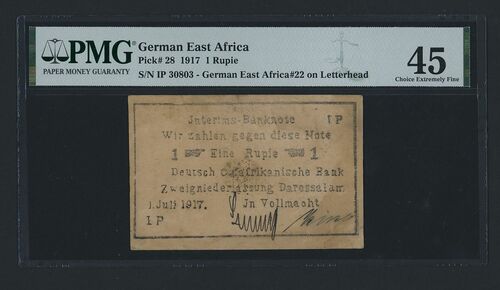 PMG
PAPER MONEY GUARANTY
German East Africa
Pick# 28 1917 1 Rupie
S/N IP 30803 - German East Africa#22 on Letterhead
45
Choice Extremely Fine
Interims-Banknote 1 P
Wir zahlen gegen diese Note
1 Eine Rupie 1
Deutsch Ostafrikanische Bank
Zweigniederlassung Daressalam
1 Juli 1917. In Vollmacht
1 P